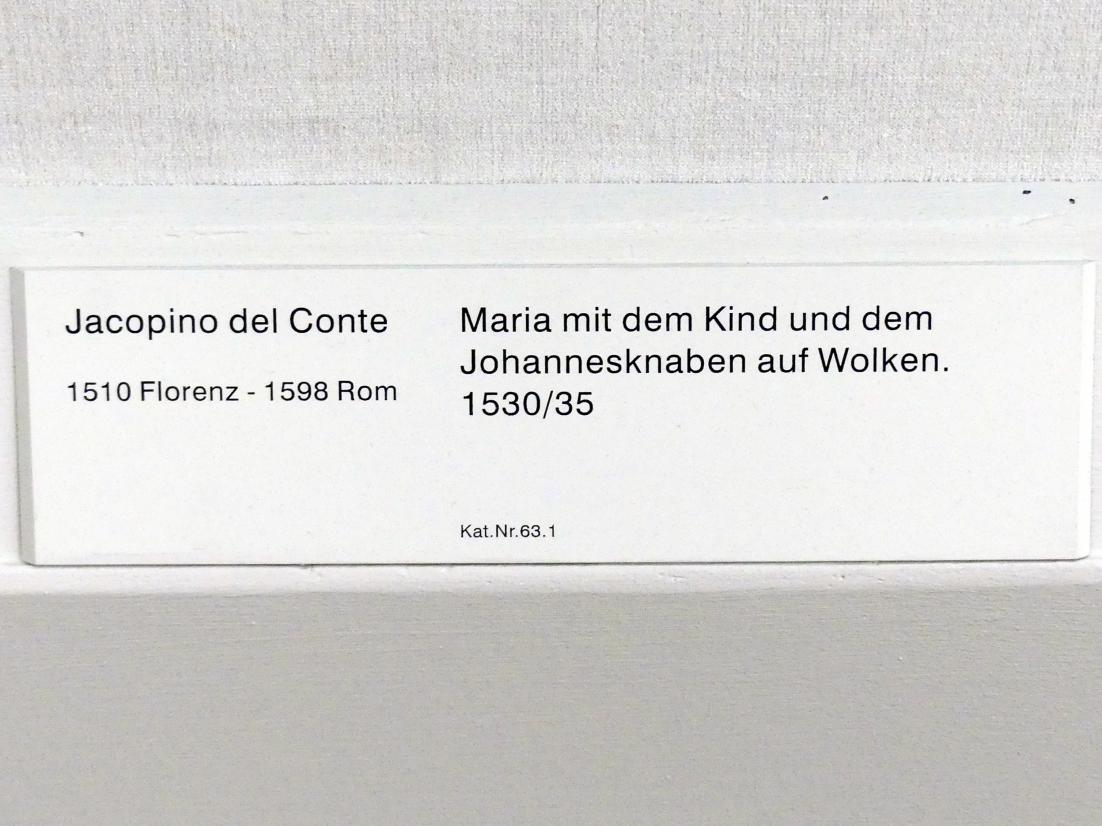 Jacopino del Conte
1510 Florenz - 1598 Rom
Maria mit dem Kind und dem
Johannesknaben auf Wolken.
1530/35
Kat.Nr.63.1